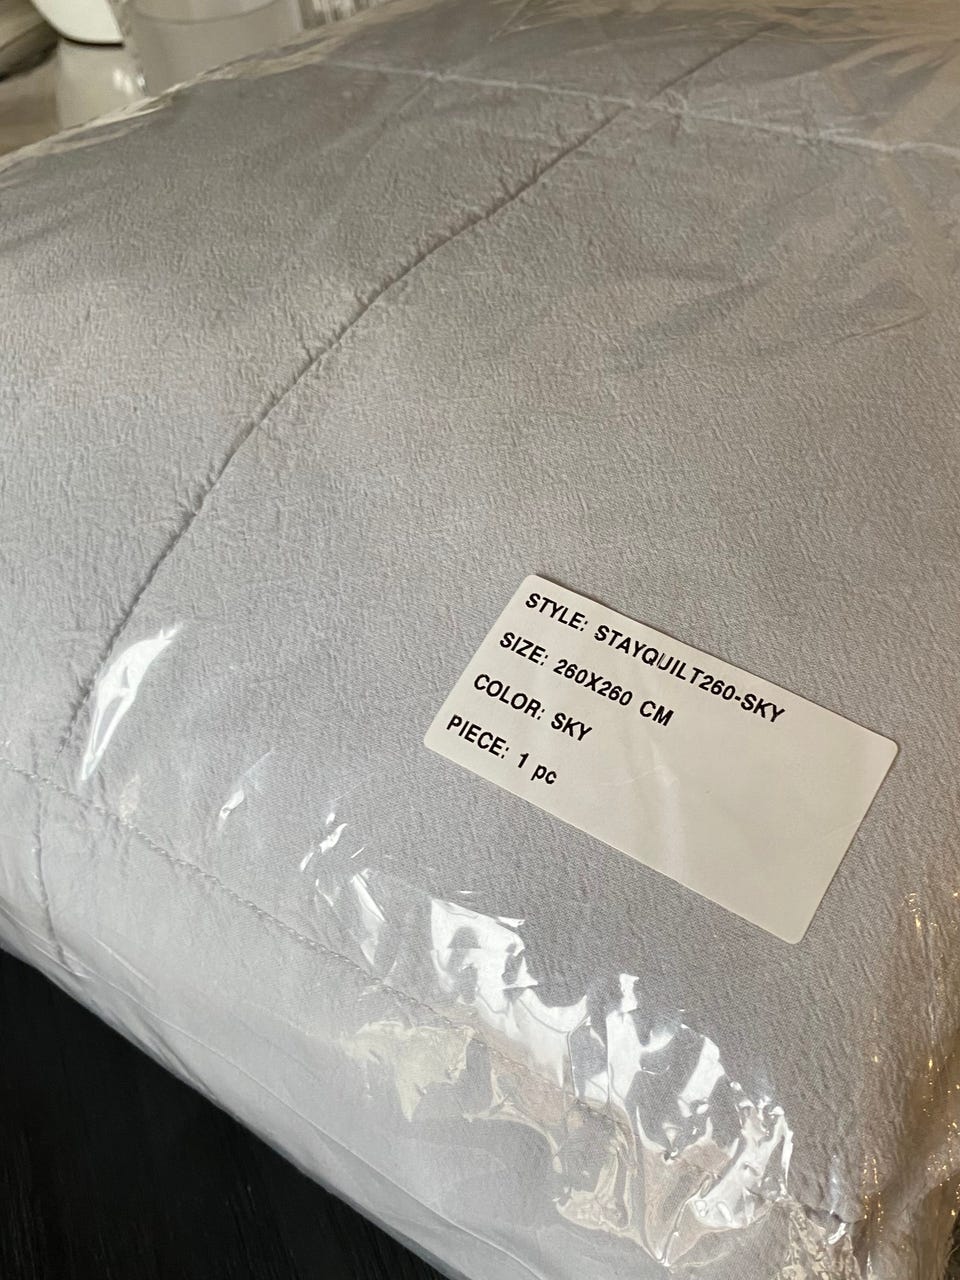 STYLE: STAYQUILT260-SKY
SIZE: 260X260 CM
COLOR: SKY
PIECE: 1 pc